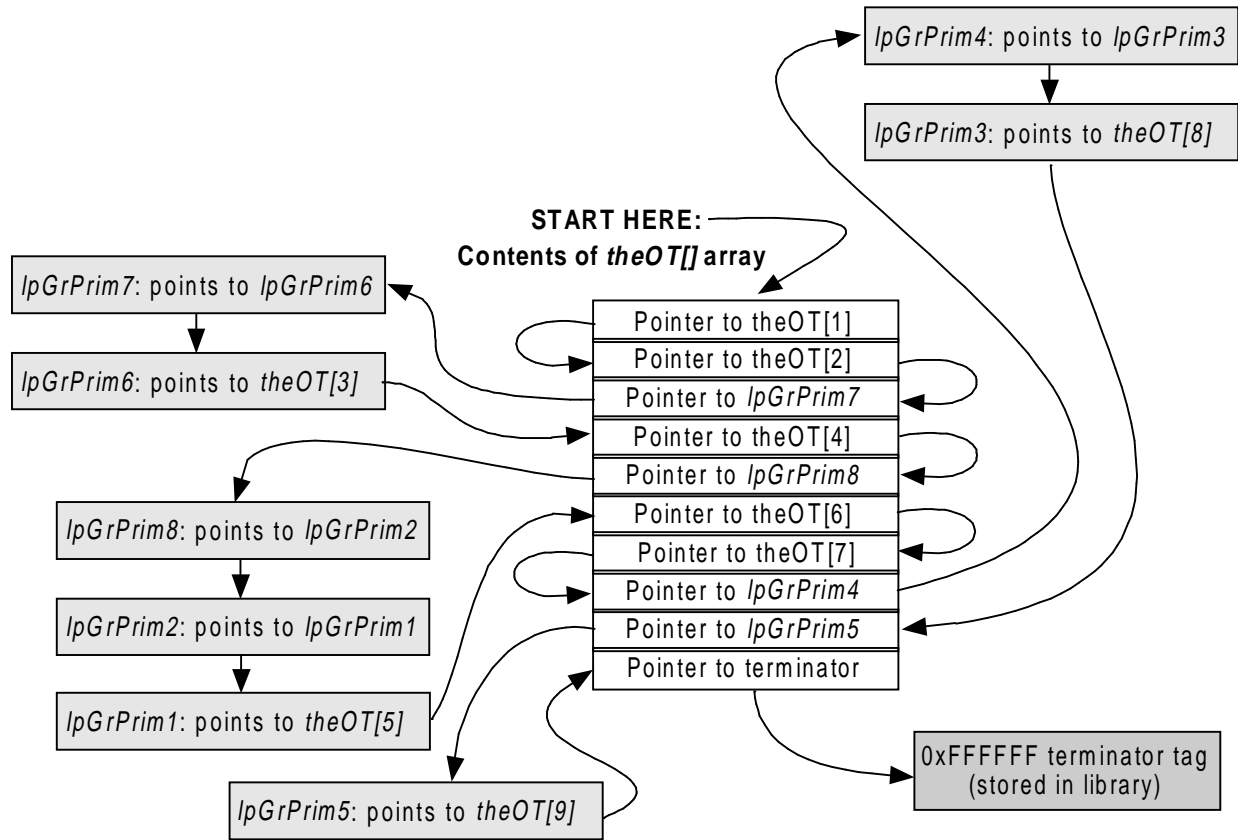 lpGrPrim4: points to lpGrPrim3
lpGrPrim3: points to theOT[8]
START HERE:
Contents of theOT[] array
lpGrPrim7: points to lpGrPrim6
lpGrPrim6: points to theOT[3]
Pointer to theOT[1]
Pointer to theOT[2]
Pointer to lpGrPrim7
Pointer to theOT[4]
Pointer to lpGrPrim8
Pointer to theOT[6]
Pointer to theOT[7]
Pointer to lpGrPrim4
Pointer to lpGrPrim5
Pointer to terminator
lpGrPrim8: points to lpGrPrim2
lpGrPrim2: points to lpGrPrim1
lpGrPrim1: points to theOT[5]
lpGrPrim5: points to theOT[9]
0xFFFFFF terminator tag
(stored in library)